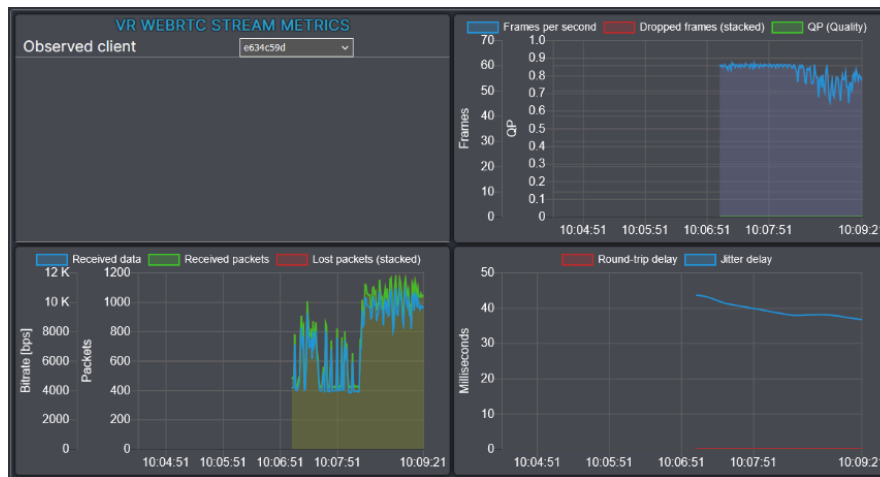 VR WEBRTC STREAM METRICS
Observed client
e634c59d
Frames per second Dropped frames (stacked) QP (Quality)
70 1.0
0.9
60
0.8
50 0.7
0.6
40
0.5
30 0.4
0.3
20
0.2
10
0.1
0 0
Frames
QP
10:04:51 10:05:51 10:06:51 10:07:51 10:09:21
Received data Received packets Lost packets (stacked)
12 K 1200
10 K 1000
8000 800
6000 600
4000 400
2000 200
0 0
Bitrate [bps]
Packets
10:04:51 10:05:51 10:06:51 10:07:51 10:09:21
Round-trip delay Jitter delay
50
40
30
20
10
0
Milliseconds
10:04:51 10:05:51 10:06:51 10:07:51 10:09:21